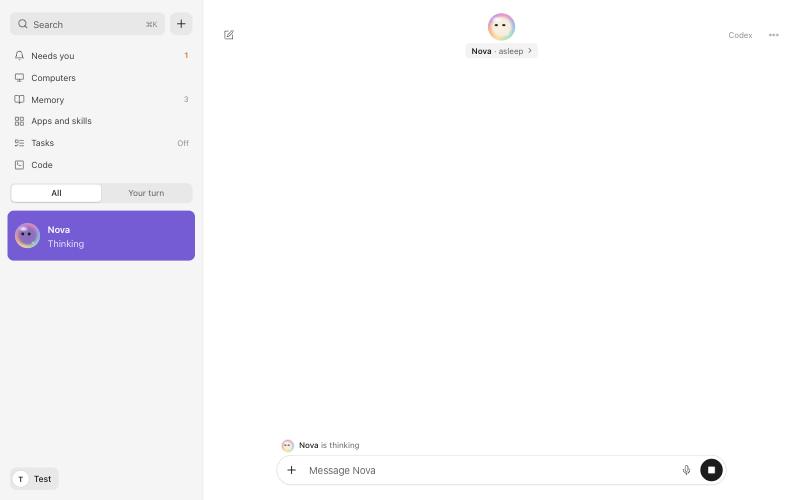 Search ⌘K
Needs you 1
Computers
Memory 3
Apps and skills
Tasks Off
Code
All Your turn
Nova
Thinking
T Test
Nova · asleep
Codex
Nova is thinking
Message Nova